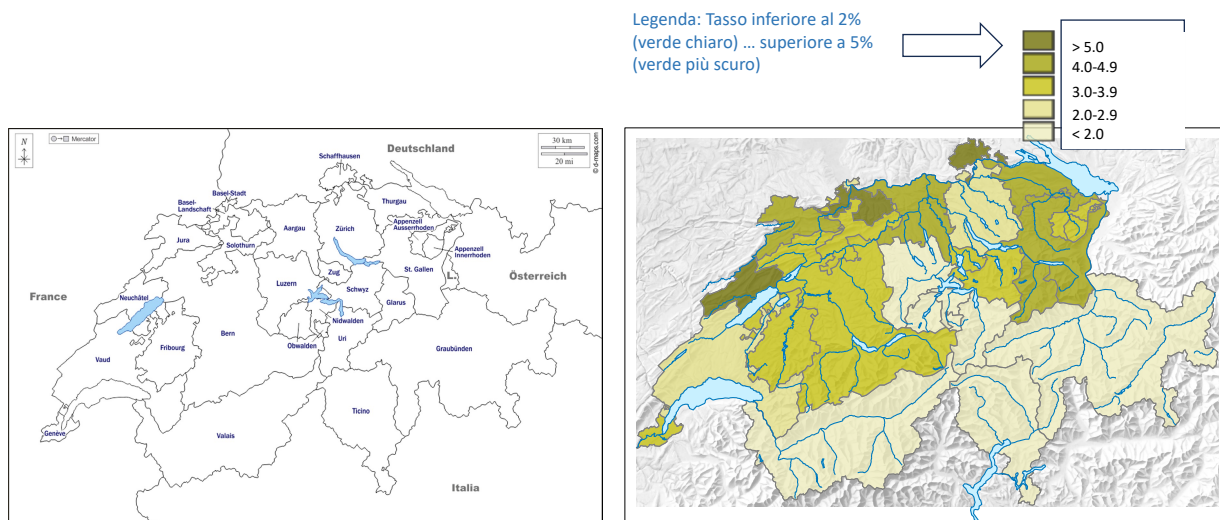 Legenda: Tasso inferiore al 2%
(verde chiaro) … superiore a 5%
(verde più scuro)
> 5.0
4.0-4.9
3.0-3.9
2.0-2.9
< 2.0
N
Mercator
30 km
20 mi
© d-maps.com
Deutschland
Schaffhausen
Basel-Stadt
Basel-
Landschaft
Thurgau
Aargau
Zürich
Appenzell
Ausserrhoden
Jura
Solothurn
Appenzell
Innerrhoden
St. Gallen
L.
Österreich
Zug
Luzern
Schwyz
France
Neuchâtel
Glarus
Nidwalden
Bern
Uri
Obwalden
Fribourg
Graubünden
Vaud
Ticino
Genève
Valais
Italia